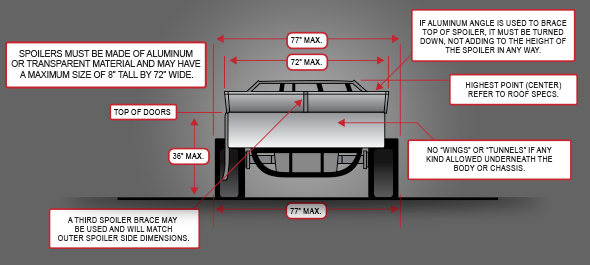 77" MAX.
IF ALUMINUM ANGLE IS USED TO BRACE
TOP OF SPOILER, IT MUST BE TURNED
DOWN, NOT ADDING TO THE HEIGHT OF
THE SPOILER IN ANY WAY.
SPOILERS MUST BE MADE OF ALUMINUM
OR TRANSPARENT MATERIAL AND MAY HAVE
A MAXIMUM SIZE OF 8" TALL BY 72" WIDE.
72" MAX.
HIGHEST POINT (CENTER)
REFER TO ROOF SPECS.
TOP OF DOORS
36" MAX.
NO “WINGS” OR “TUNNELS” IF ANY
KIND ALLOWED UNDERNEATH THE
BODY OR CHASSIS.
A THIRD SPOILER BRACE MAY
BE USED AND WILL MATCH
OUTER SPOILER SIDE DIMENSIONS.
77" MAX.